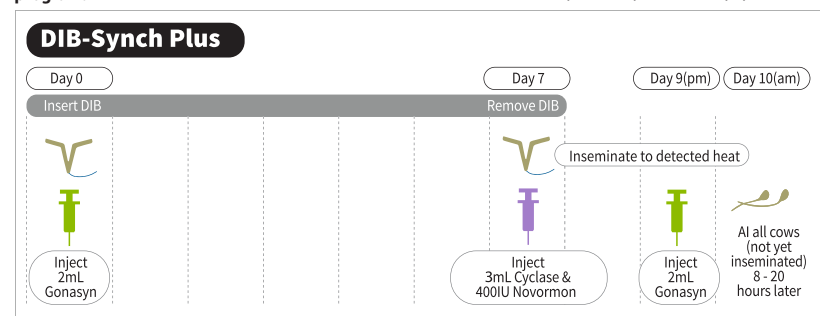 DIB-Synch Plus
Day 0
Day 7
Day 9(pm)
Day 10(am)
Insert DIB
Remove DIB
Inseminate to detected heat
Inject
2mL
Gonasyn
Inject
3mL Cyclase &
400IU Novormon
Inject
2mL
Gonasyn
AI all cows
(not yet
inseminated)
8 - 20
hours later